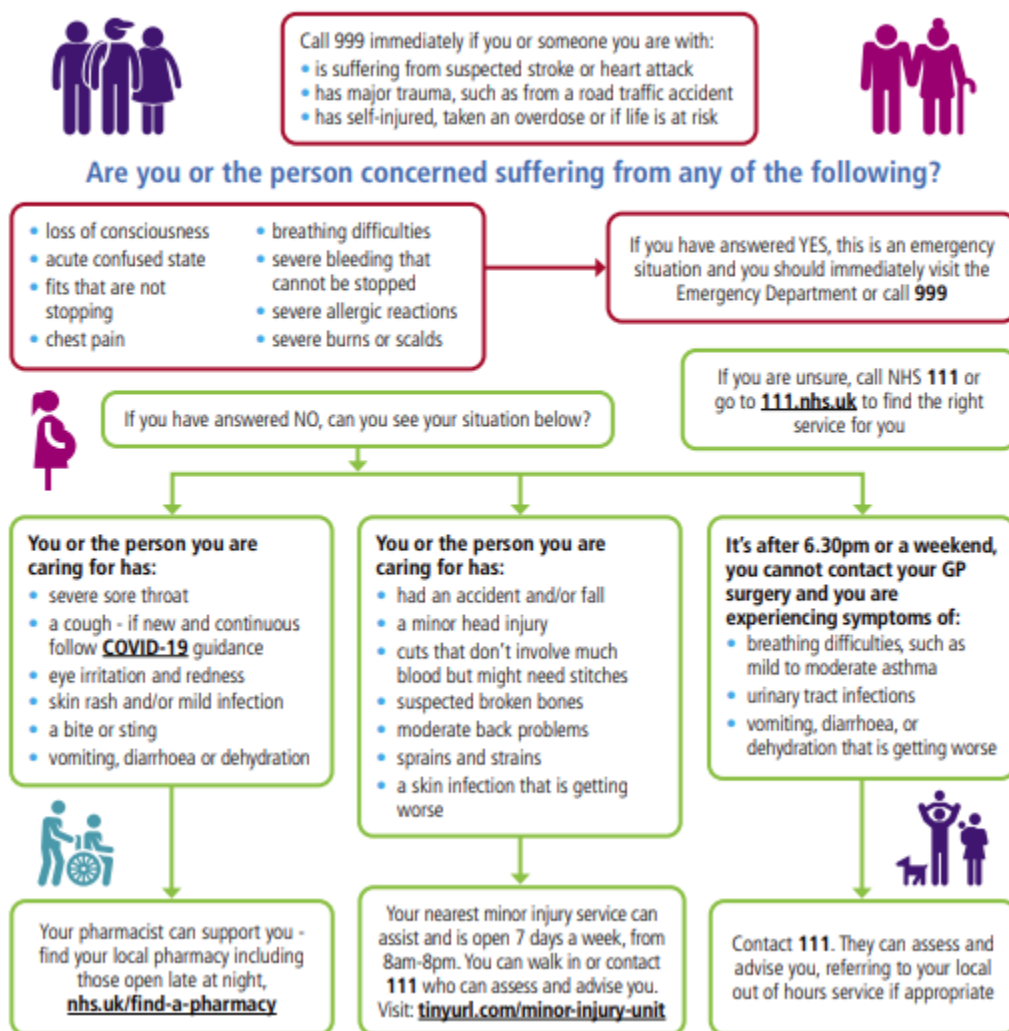 Call 999 immediately if you or someone you are with:
• is suffering from suspected stroke or heart attack
• has major trauma, such as from a road traffic accident
• has self-injured, taken an overdose or if life is at risk
Are you or the person concerned suffering from any of the following?
• loss of consciousness
• acute confused state
• fits that are not
stopping
• chest pain
• breathing difficulties
• severe bleeding that
cannot be stopped
• severe allergic reactions
• severe burns or scalds
If you have answered YES, this is an emergency
situation and you should immediately visit the
Emergency Department or call 999
If you are unsure, call NHS 111 or
go to 111.nhs.uk to find the right
service for you
If you have answered NO, can you see your situation below?
You or the person you are
caring for has:
• severe sore throat
• a cough - if new and continuous
follow COVID-19 guidance
• eye irritation and redness
• skin rash and/or mild infection
• a bite or sting
• vomiting, diarrhoea or dehydration
You or the person you are
caring for has:
• had an accident and/or fall
• a minor head injury
• cuts that don't involve much
blood but might need stitches
• suspected broken bones
• moderate back problems
• sprains and strains
• a skin infection that is getting
worse
It's after 6.30pm or a weekend,
you cannot contact your GP
surgery and you are
experiencing symptoms of:
• breathing difficulties, such as
mild to moderate asthma
• urinary tract infections
• vomiting, diarrhoea, or
dehydration that is getting worse
Your pharmacist can support you -
find your local pharmacy including
those open late at night,
nhs.uk/find-a-pharmacy
Your nearest minor injury service can
assist and is open 7 days a week, from
8am-8pm. You can walk in or contact
111 who can assess and advise you.
Visit: tinyurl.com/minor-injury-unit
Contact 111. They can assess and
advise you, referring to your local
out of hours service if appropriate